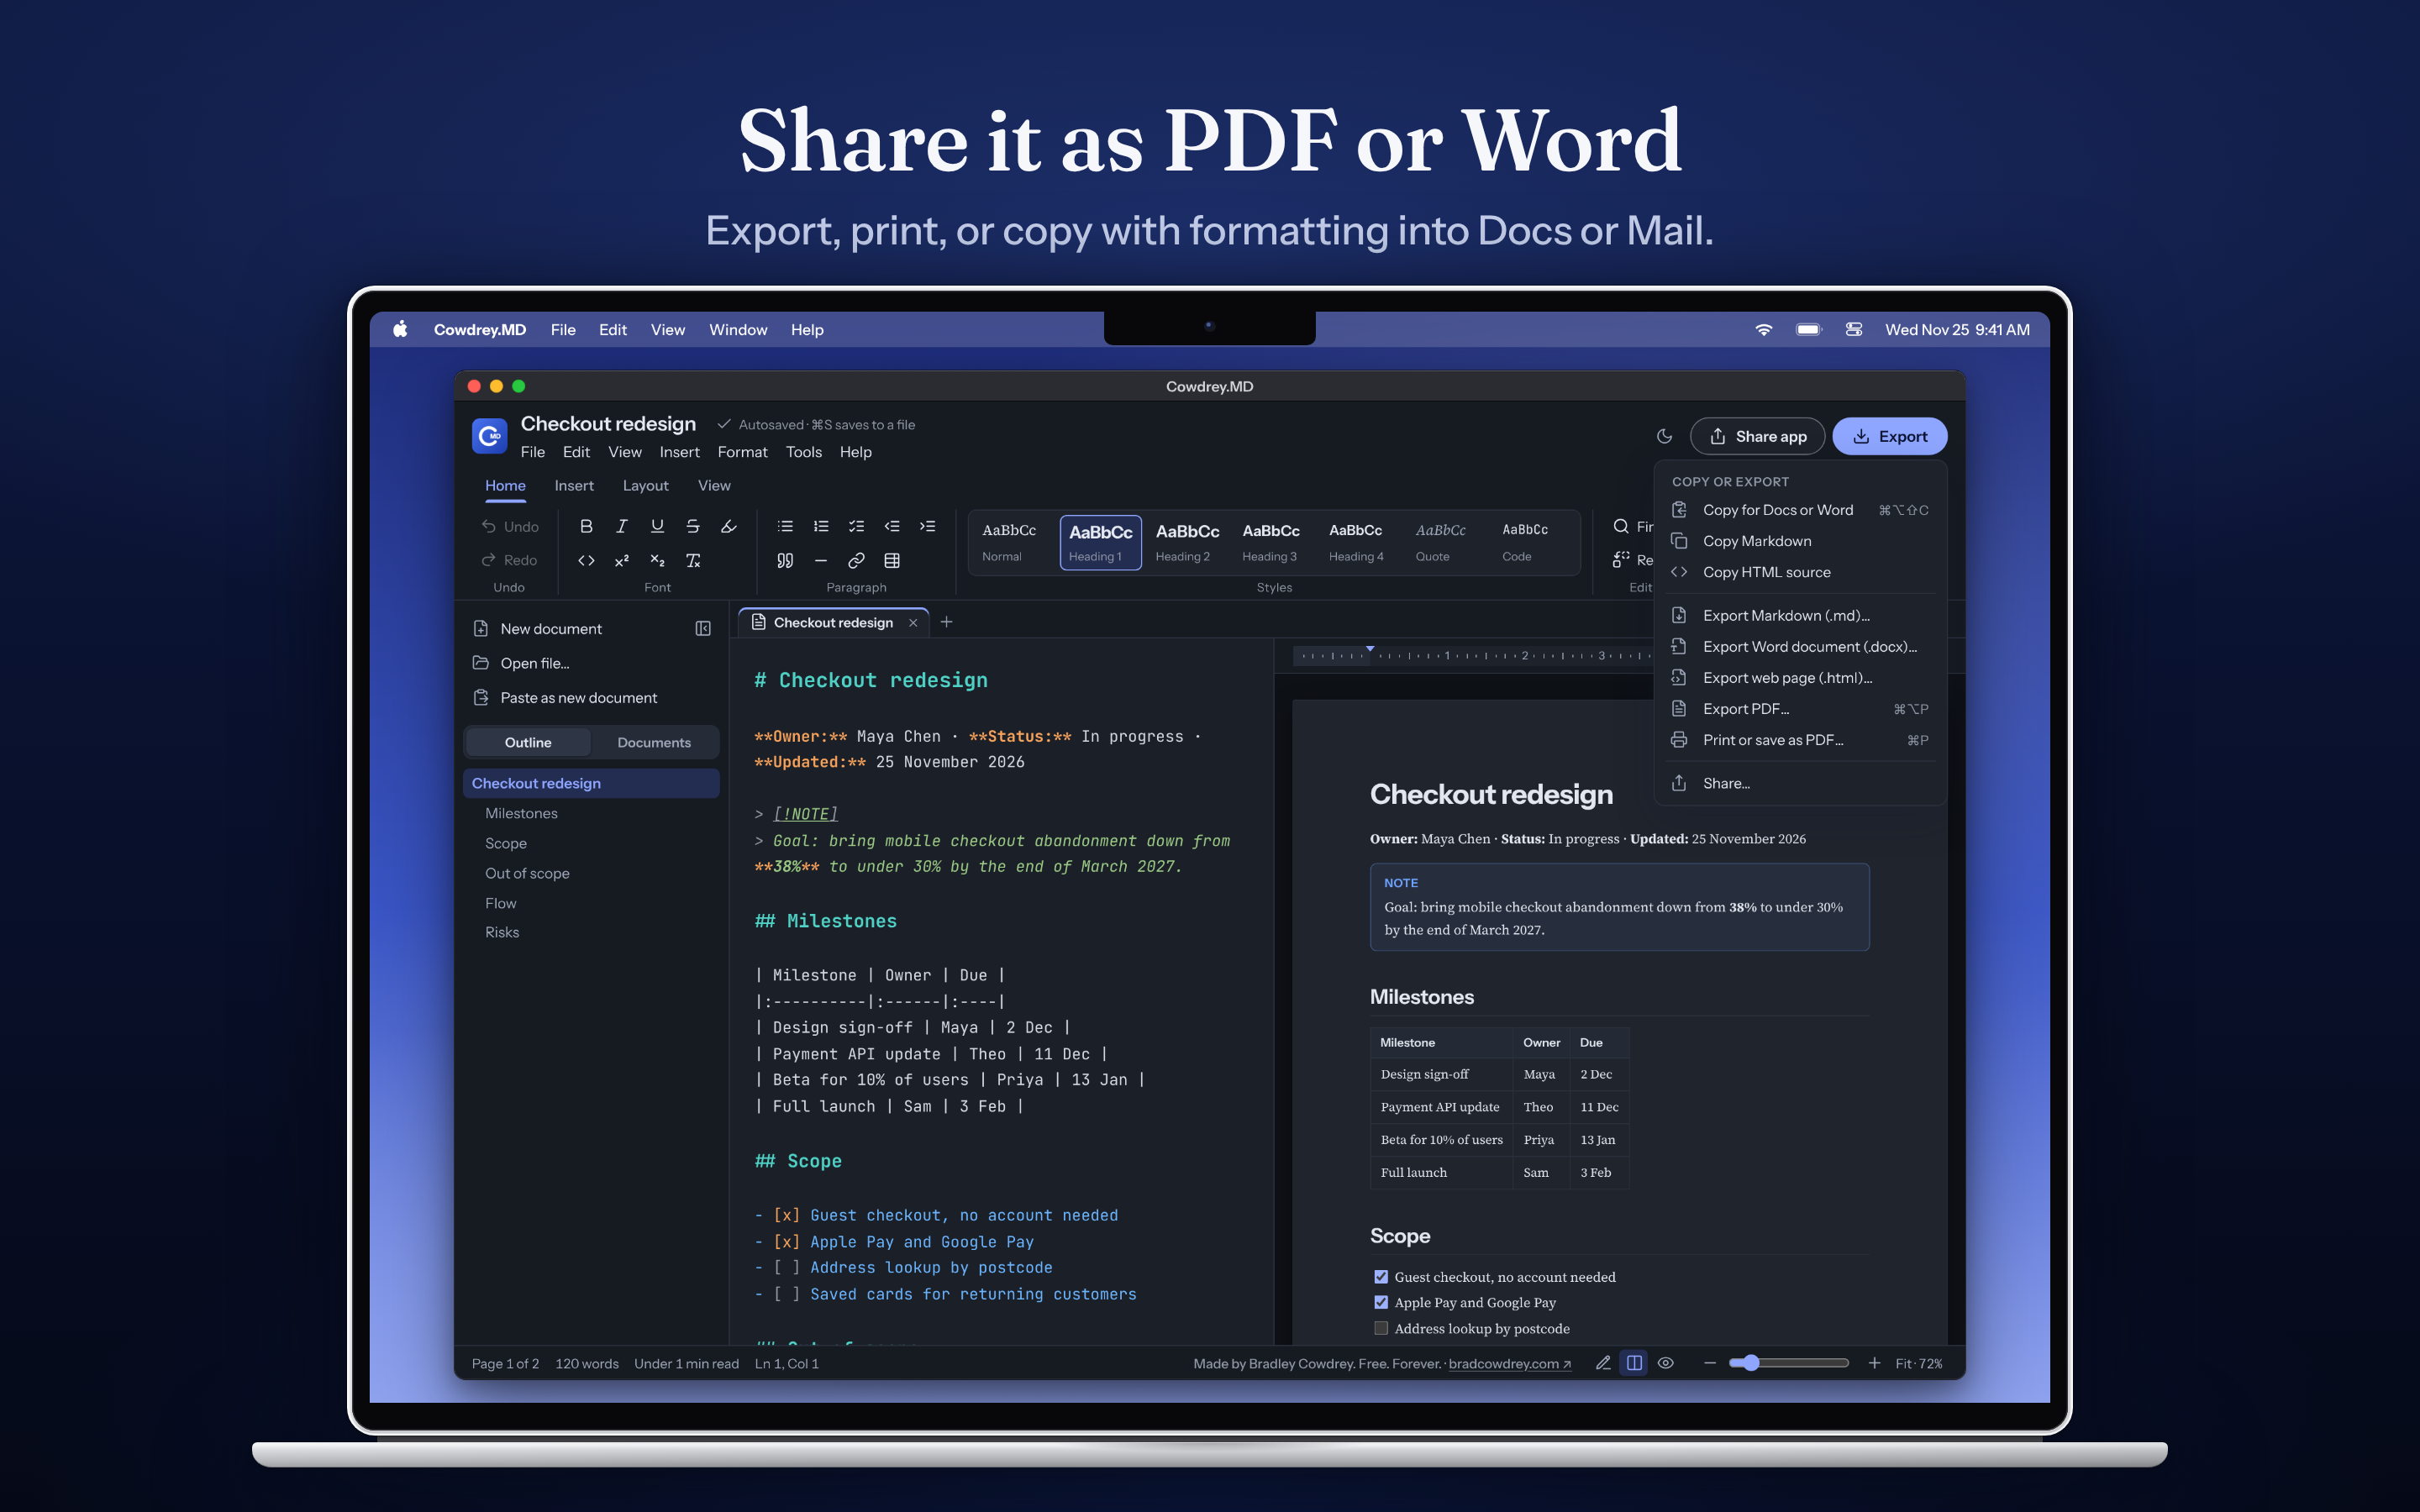 Share it as PDF or Word
Export, print, or copy with formatting into Docs or Mail.
Cowdrey.MD File Edit View Window Help
Wed Nov 25 9:41 AM
Cowdrey.MD
Checkout redesign
Autosaved · ⌘S saves to a file
File Edit View Insert Format Tools Help
Share app
Export
Home Insert Layout View
Undo
Redo
Undo
Font
Paragraph
AaBbCc AaBbCc AaBbCc AaBbCc AaBbCc AaBbCc AaBbCc
Normal Heading 1 Heading 2 Heading 3 Heading 4 Quote Code
Styles
Fin
Re
Edit
COPY OR EXPORT
Copy for Docs or Word ⌘⌥⇧C
Copy Markdown
Copy HTML source
Export Markdown (.md)...
Export Word document (.docx)...
Export web page (.html)...
Export PDF... ⌘⌥P
Print or save as PDF... ⌘P
Share...
New document
Open file...
Paste as new document
Outline Documents
Checkout redesign
Milestones
Scope
Out of scope
Flow
Risks
Checkout redesign
# Checkout redesign
**Owner:** Maya Chen · **Status:** In progress ·
**Updated:** 25 November 2026
> [!NOTE]
> Goal: bring mobile checkout abandonment down from
**38%** to under 30% by the end of March 2027.
## Milestones
| Milestone | Owner | Due |
|:----------|:------|:----|
| Design sign-off | Maya | 2 Dec |
| Payment API update | Theo | 11 Dec |
| Beta for 10% of users | Priya | 13 Jan |
| Full launch | Sam | 3 Feb |
## Scope
- [x] Guest checkout, no account needed
- [x] Apple Pay and Google Pay
- [ ] Address lookup by postcode
- [ ] Saved cards for returning customers
1 2 3
Checkout redesign
Owner: Maya Chen · Status: In progress · Updated: 25 November 2026
NOTE
Goal: bring mobile checkout abandonment down from 38% to under 30%
by the end of March 2027.
Milestones
Milestone Owner Due
Design sign-off Maya 2 Dec
Payment API update Theo 11 Dec
Beta for 10% of users Priya 13 Jan
Full launch Sam 3 Feb
Scope
Guest checkout, no account needed
Apple Pay and Google Pay
Address lookup by postcode
Page 1 of 2 120 words Under 1 min read Ln 1, Col 1
Made by Bradley Cowdrey. Free. Forever. · bradcowdrey.com ↗
Fit · 72%